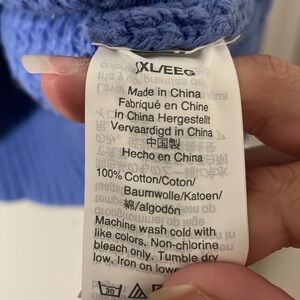 XL/EEG
Made in China
Fabriqué en Chine
in China Hergestellt
Vervaardigd in China
中国製
Hecho en China
100% Cotton/Coton/
Baumwolle/Katoen/
綿/algodón
Machine wash cold with
like colors. Non-chlorine
bleach only. Tumble dry
low. Iron on low
30